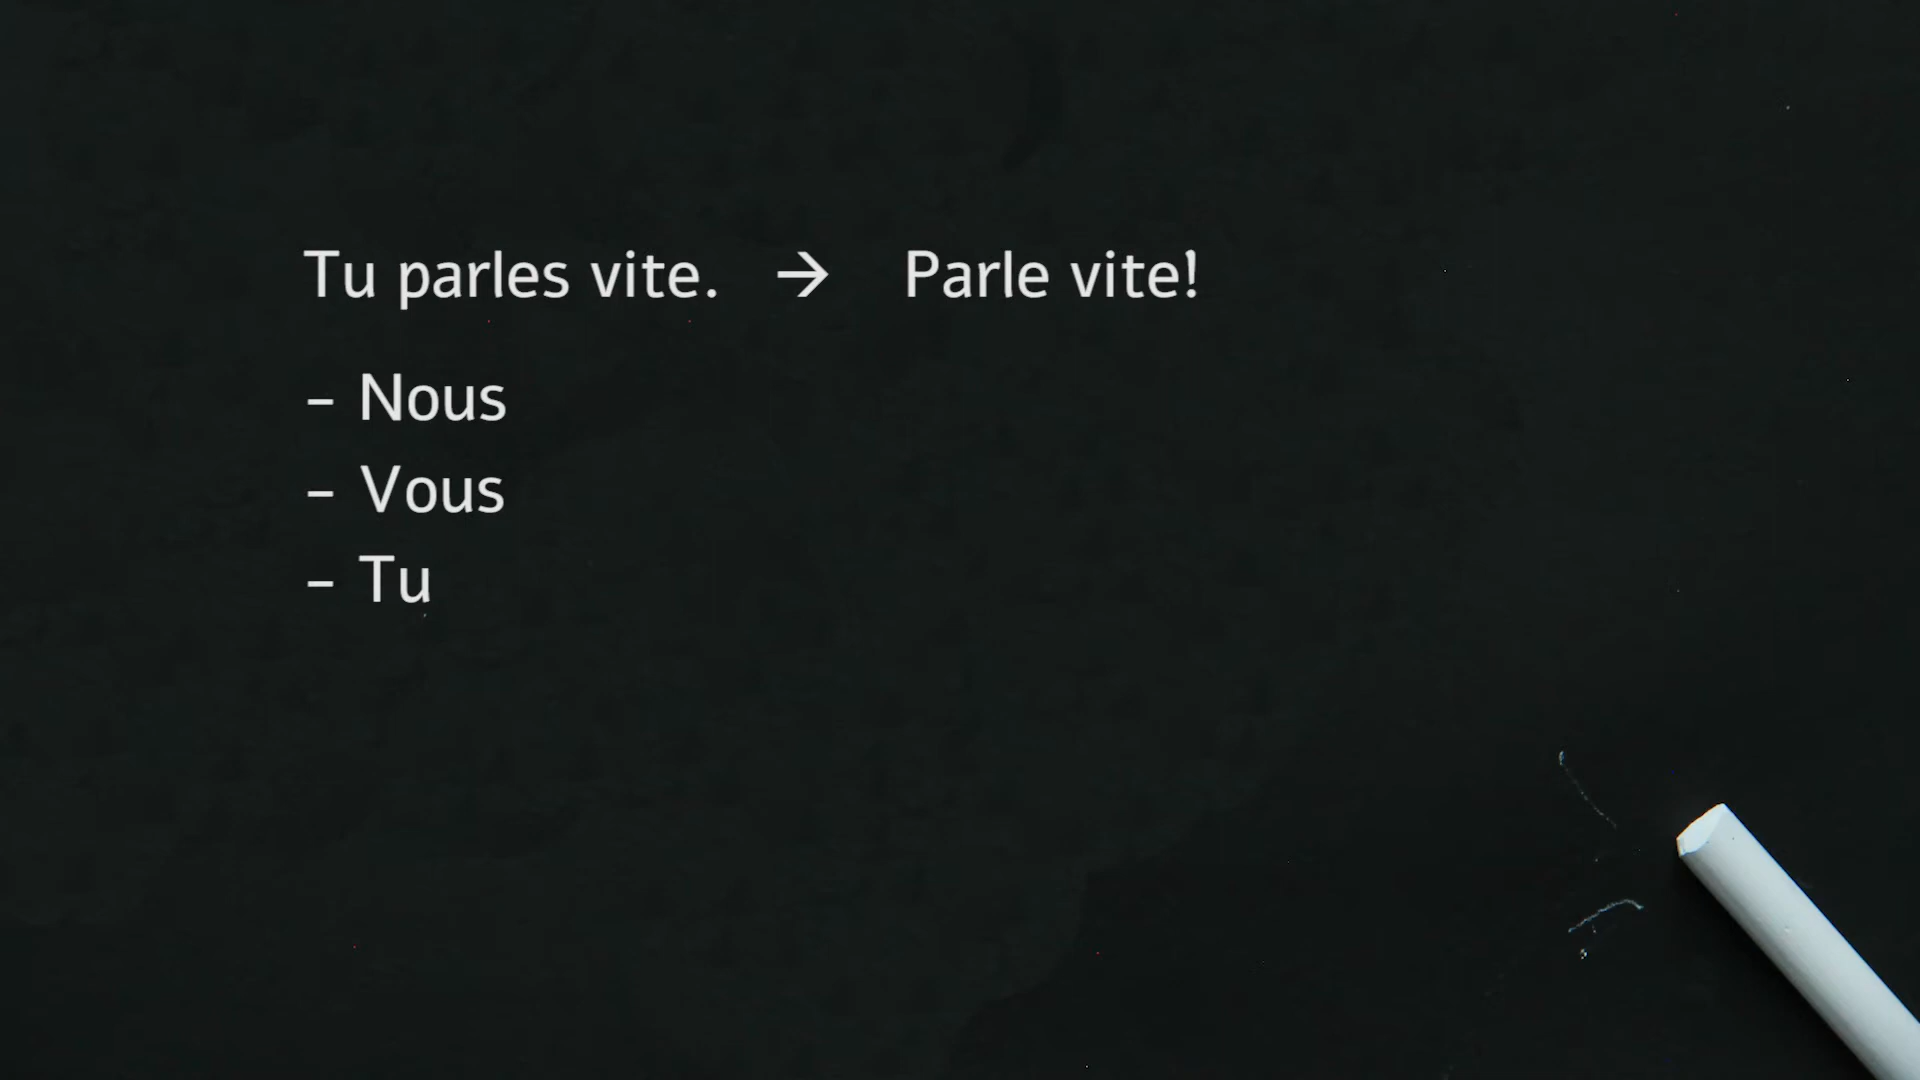 Tu parles vite. → Parle vite!
- Nous
- Vous
- Tu